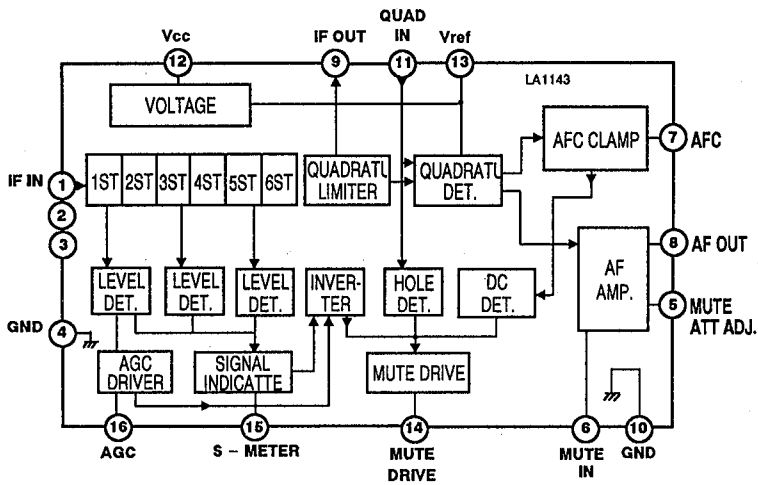 QUAD
Vcc IF OUT IN Vref
12 9 11 13
LA1143
VOLTAGE
AFC CLAMP 7 AFC
IF IN 1 1ST 2ST 3ST 4ST 5ST 6ST
QUADRATU
LIMITER
QUADRATU
DET.
2
3
8 AF OUT
AF
AMP.
LEVEL
DET.
LEVEL
DET.
LEVEL
DET.
INVER-
TER
HOLE
DET.
DC
DET.
5 MUTE
ATT ADJ.
GND 4
AGC
DRIVER
SIGNAL
INDICATTE
MUTE DRIVE
16 15 14 6 10
AGC S – METER MUTE
DRIVE
MUTE
IN
GND